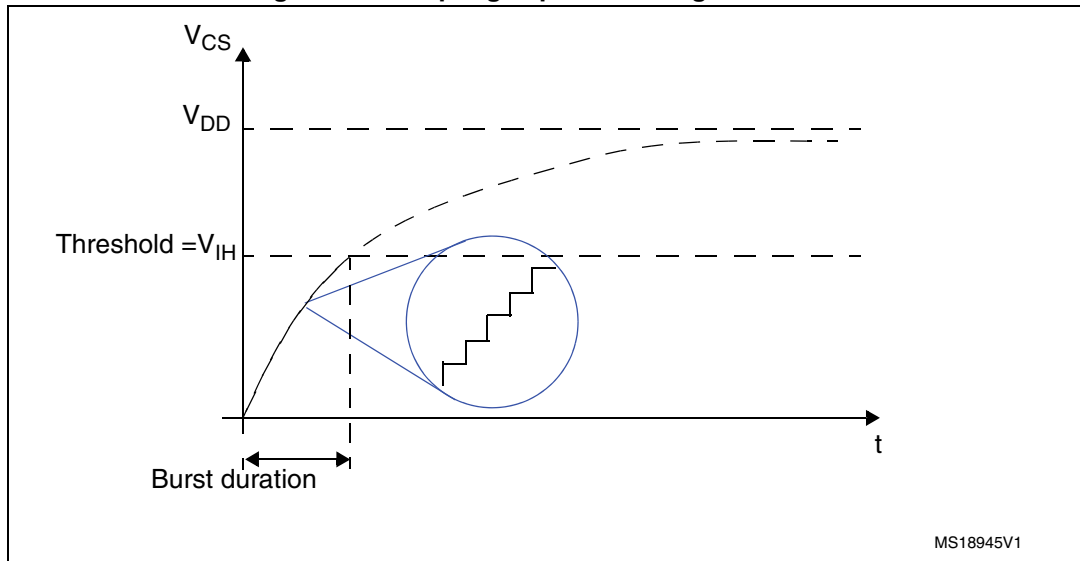 V_CS
V_DD
Threshold =V_IH
t
Burst duration
MS18945V1